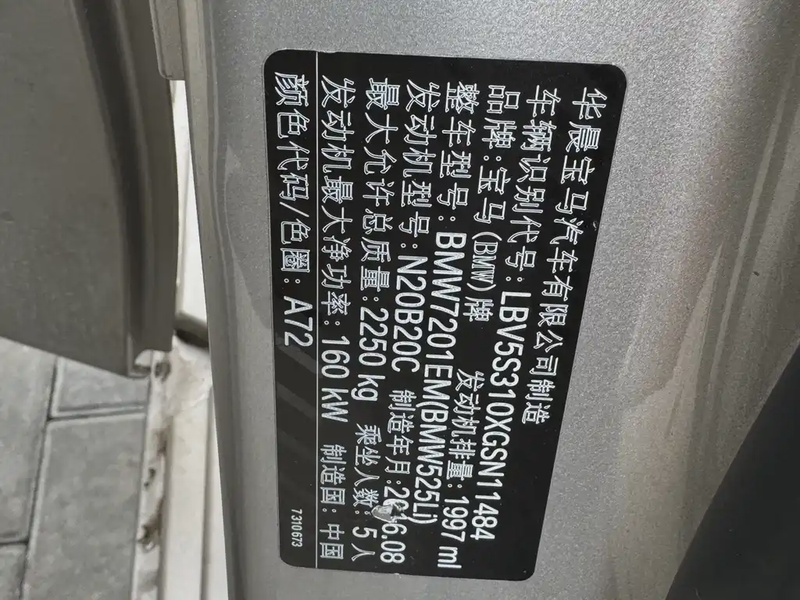 华晨宝马汽车有限公司制造
车辆识别代号: LBV5S310XGSN11484
品牌: 宝马(BMW)牌 发动机排量: 1997 ml
整车型号: BMW7201EM(BMW525Li)
发动机型号: N20B20C 制造年月: 2016.08
最大允许总质量: 2250 kg 乘坐人数: 5 人
发动机最大净功率: 160 kW 制造国: 中国
颜色代码/色圈: A72 7 310 673